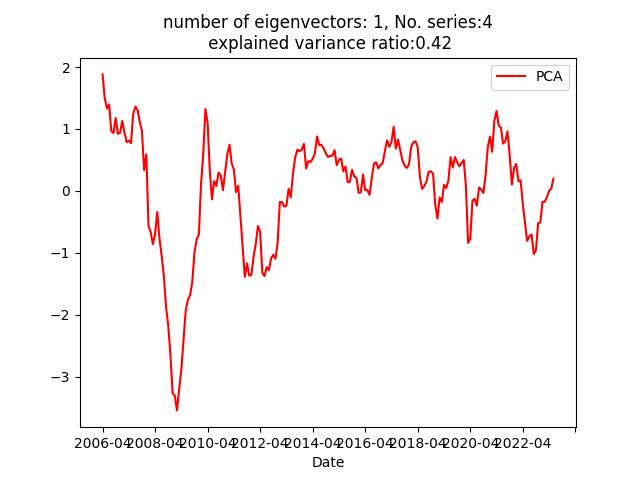 number of eigenvectors: 1, No. series:4
explained variance ratio:0.42
PCA
2
1
0
−1
−2
−3
2006-04 2008-04 2010-04 2012-04 2014-04 2016-04 2018-04 2020-04 2022-04
Date